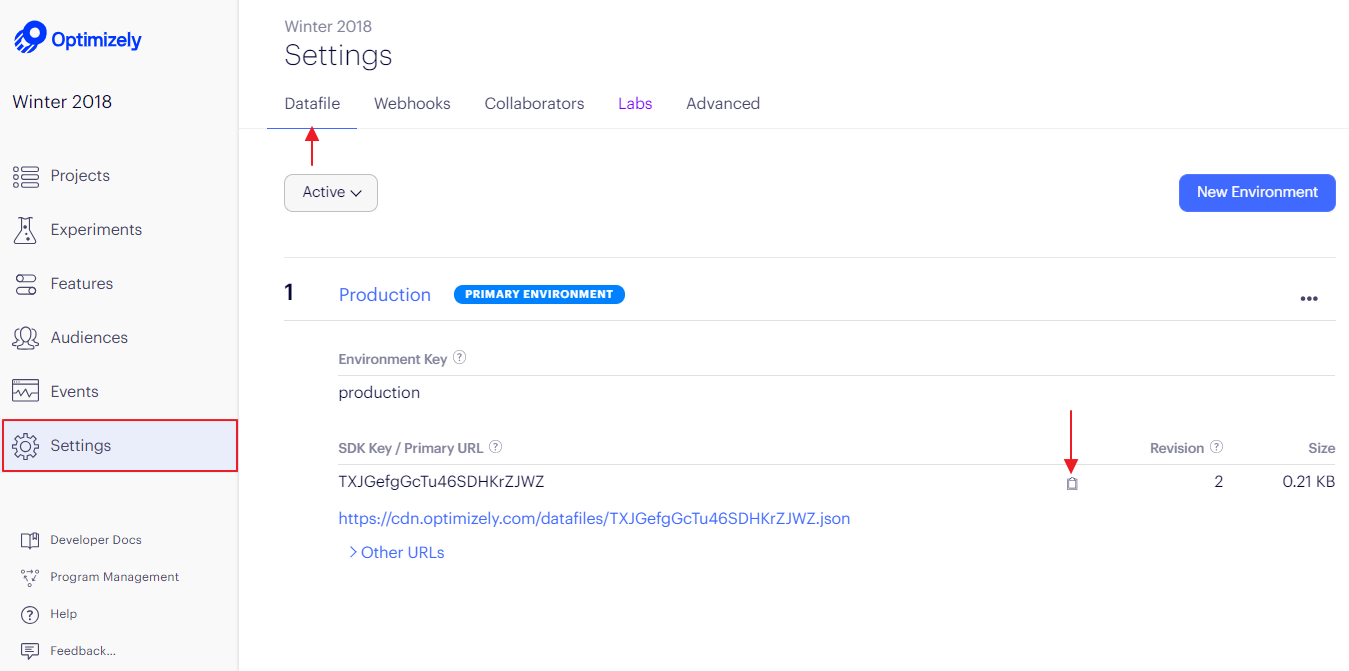 Optimizely
Winter 2018
Projects
Experiments
Features
Audiences
Events
Settings
Developer Docs
Program Management
? Help
Feedback...
Winter 2018
Settings
Datafile Webhooks Collaborators Labs Advanced
Active New Environment
1 Production PRIMARY ENVIRONMENT •••
Environment Key ?
production
SDK Key / Primary URL ? Revision ? Size
TXJGefgGcTu46SDHKrZJWZ 2 0.21 KB
https://cdn.optimizely.com/datafiles/TXJGefgGcTu46SDHKrZJWZ.json
Other URLs